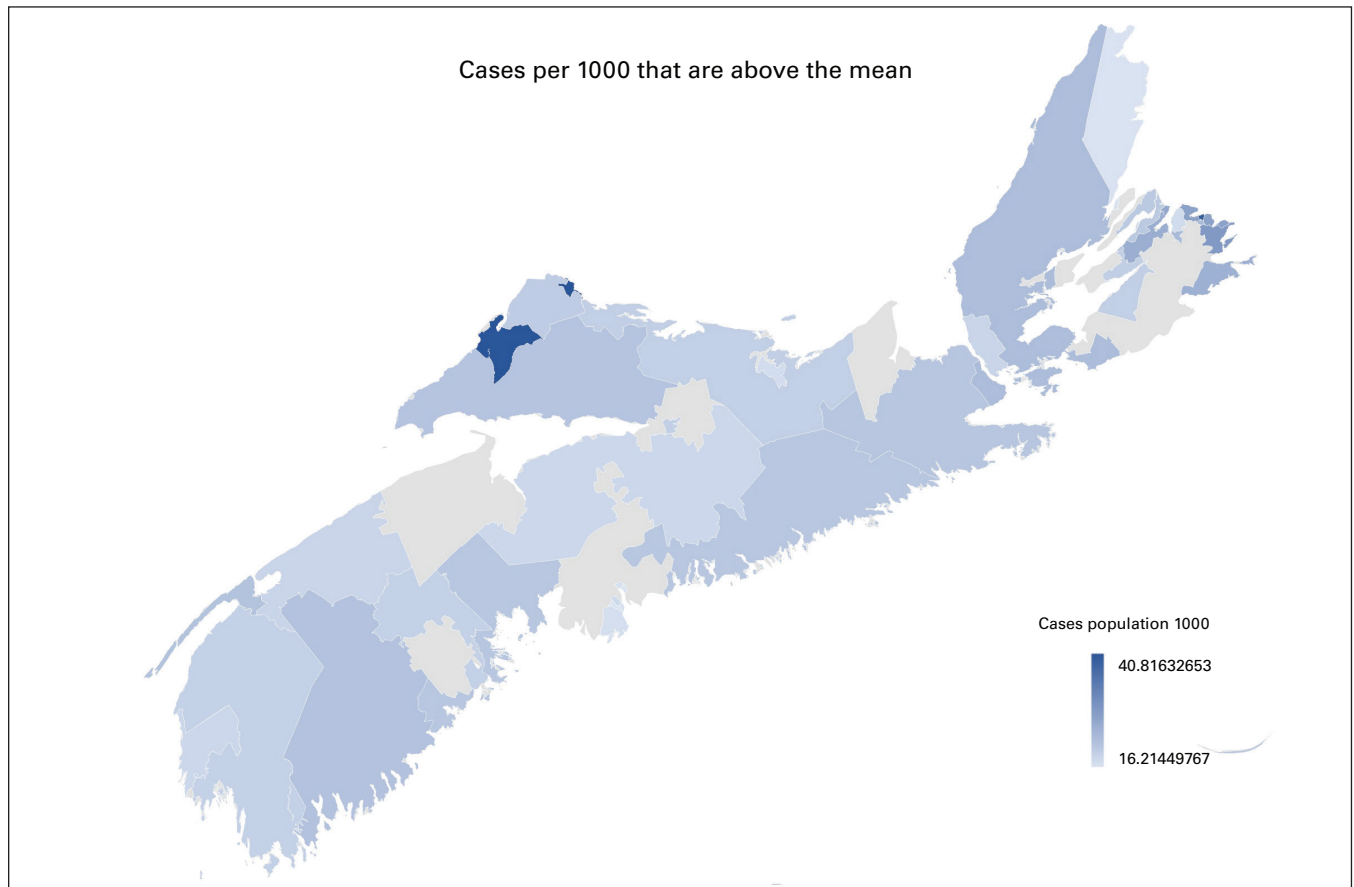 Cases per 1000 that are above the mean
Cases population 1000
40.81632653
16.21449767